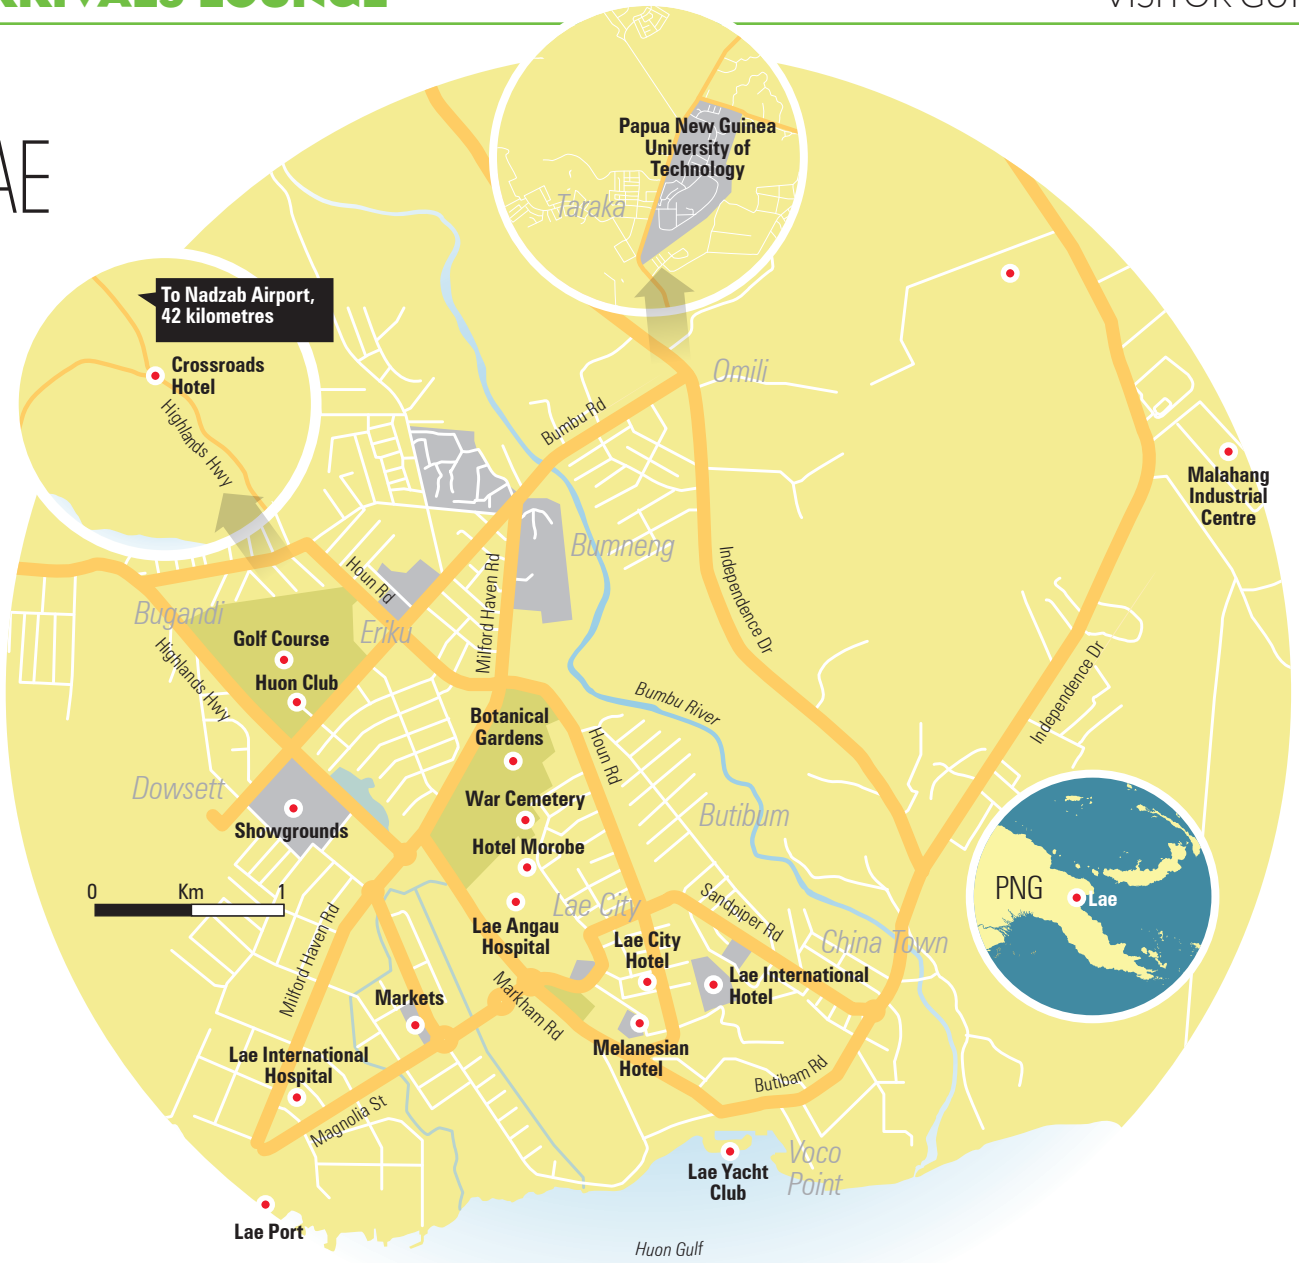 Papua New Guinea
University of
Technology
Taraka
To Nadzab Airport,
42 kilometres
Crossroads
Hotel
Highlands Hwy
Omili
Bumbu Rd
Malahang
Industrial
Centre
Bumneng
Houn Rd
Milford Haven Rd
Independence Dr
Bugandi
Eriku
Golf Course
Huon Club
Highlands Hwy
Independence Dr
Bumbu River
Botanical
Gardens
Houn Rd
Dowsett
War Cemetery
Butibum
Showgrounds
Hotel Morobe
0 Km 1
PNG
Lae
Lae City
Sandpiper Rd
Lae Angau
Hospital
Lae City
Hotel
China Town
Milford Haven Rd
Lae International
Hotel
Markets
Markham Rd
Melanesian
Hotel
Lae International
Hospital
Butibam Rd
Magnolia St
Lae Yacht
Club
Voco
Point
Lae Port
Huon Gulf